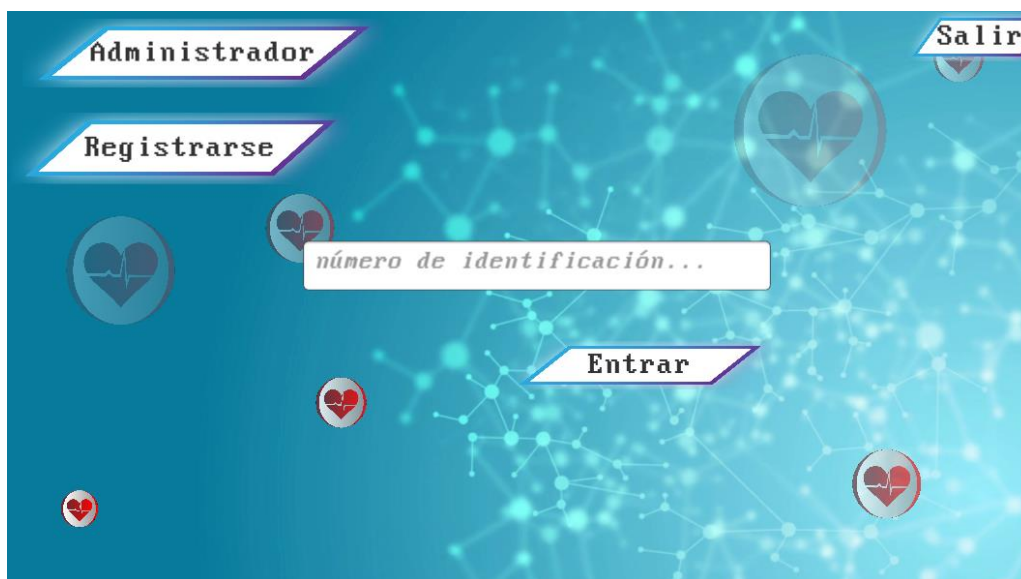 Administrador
Salir
Registrarse
número de identificación...
Entrar